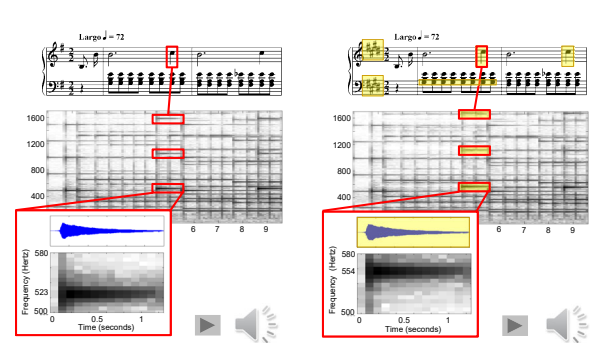 Largo ♩ = 72
1600
1200
800
400
6 7 8 9
580
523
500
Frequency (Hertz)
0 0.5 1
Time (seconds)
Largo ♩ = 72
1600
1200
800
400
6 7 8 9
580
554
500
Frequency (Hertz)
0 0.5 1
Time (seconds)